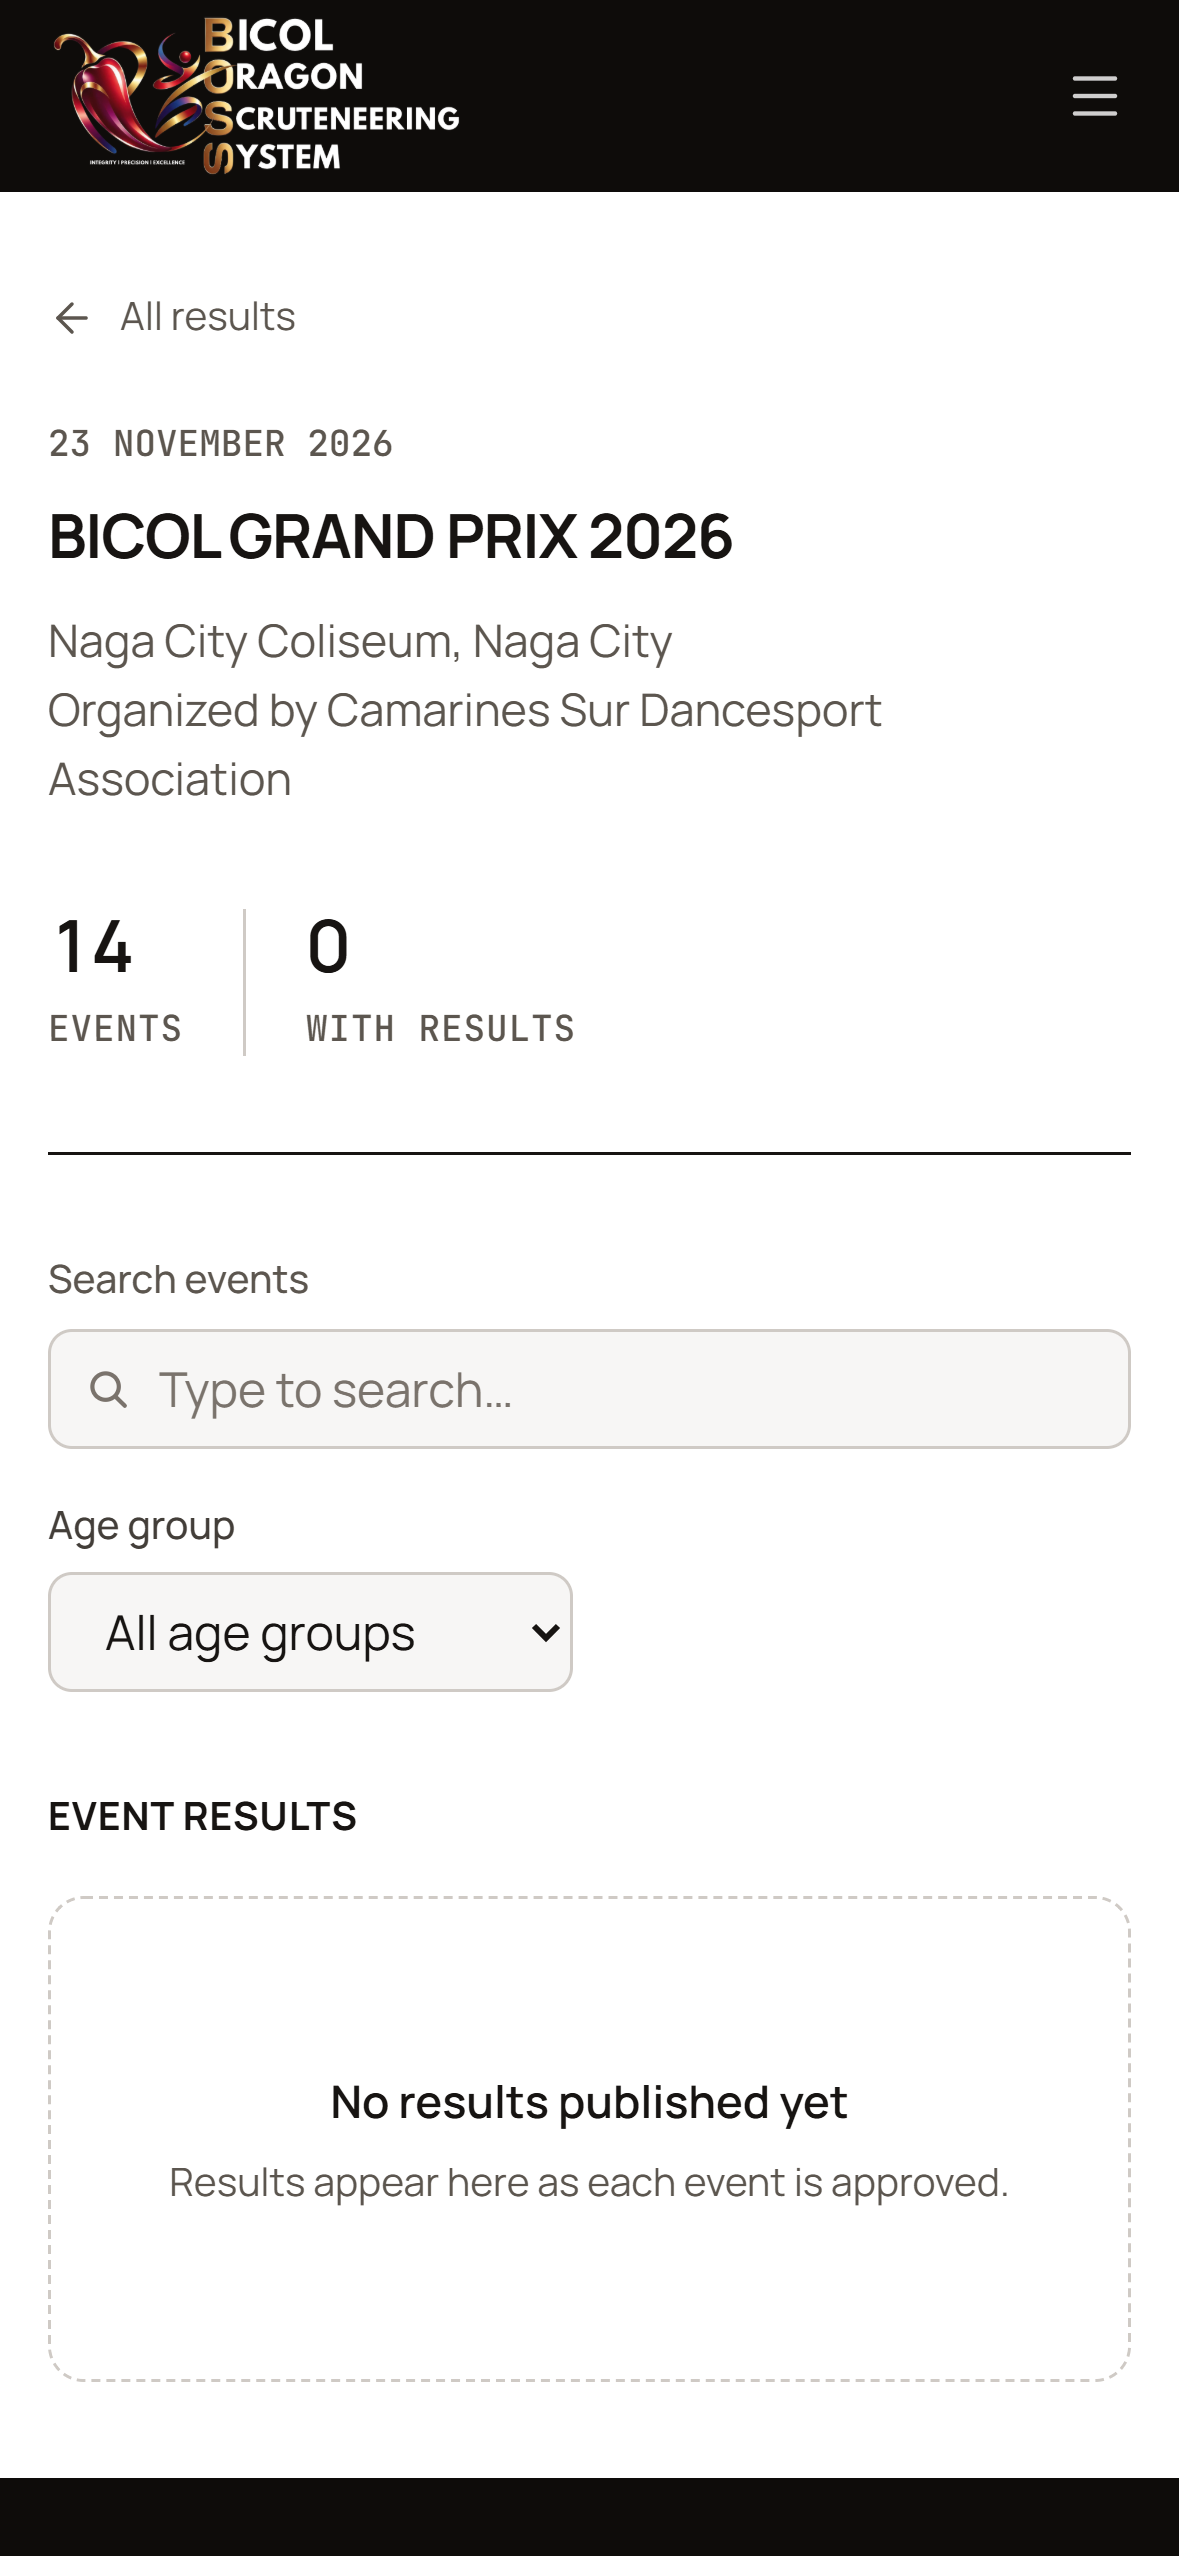 BICOL
ORAGON
SCRUTENEERING
SYSTEM
INTEGRITY | PRECISION | EXCELLENCE
All results
23 NOVEMBER 2026
BICOL GRAND PRIX 2026
Naga City Coliseum, Naga City
Organized by Camarines Sur Dancesport
Association
14
EVENTS
0
WITH RESULTS
Search events
Type to search...
Age group
All age groups
EVENT RESULTS
No results published yet
Results appear here as each event is approved.